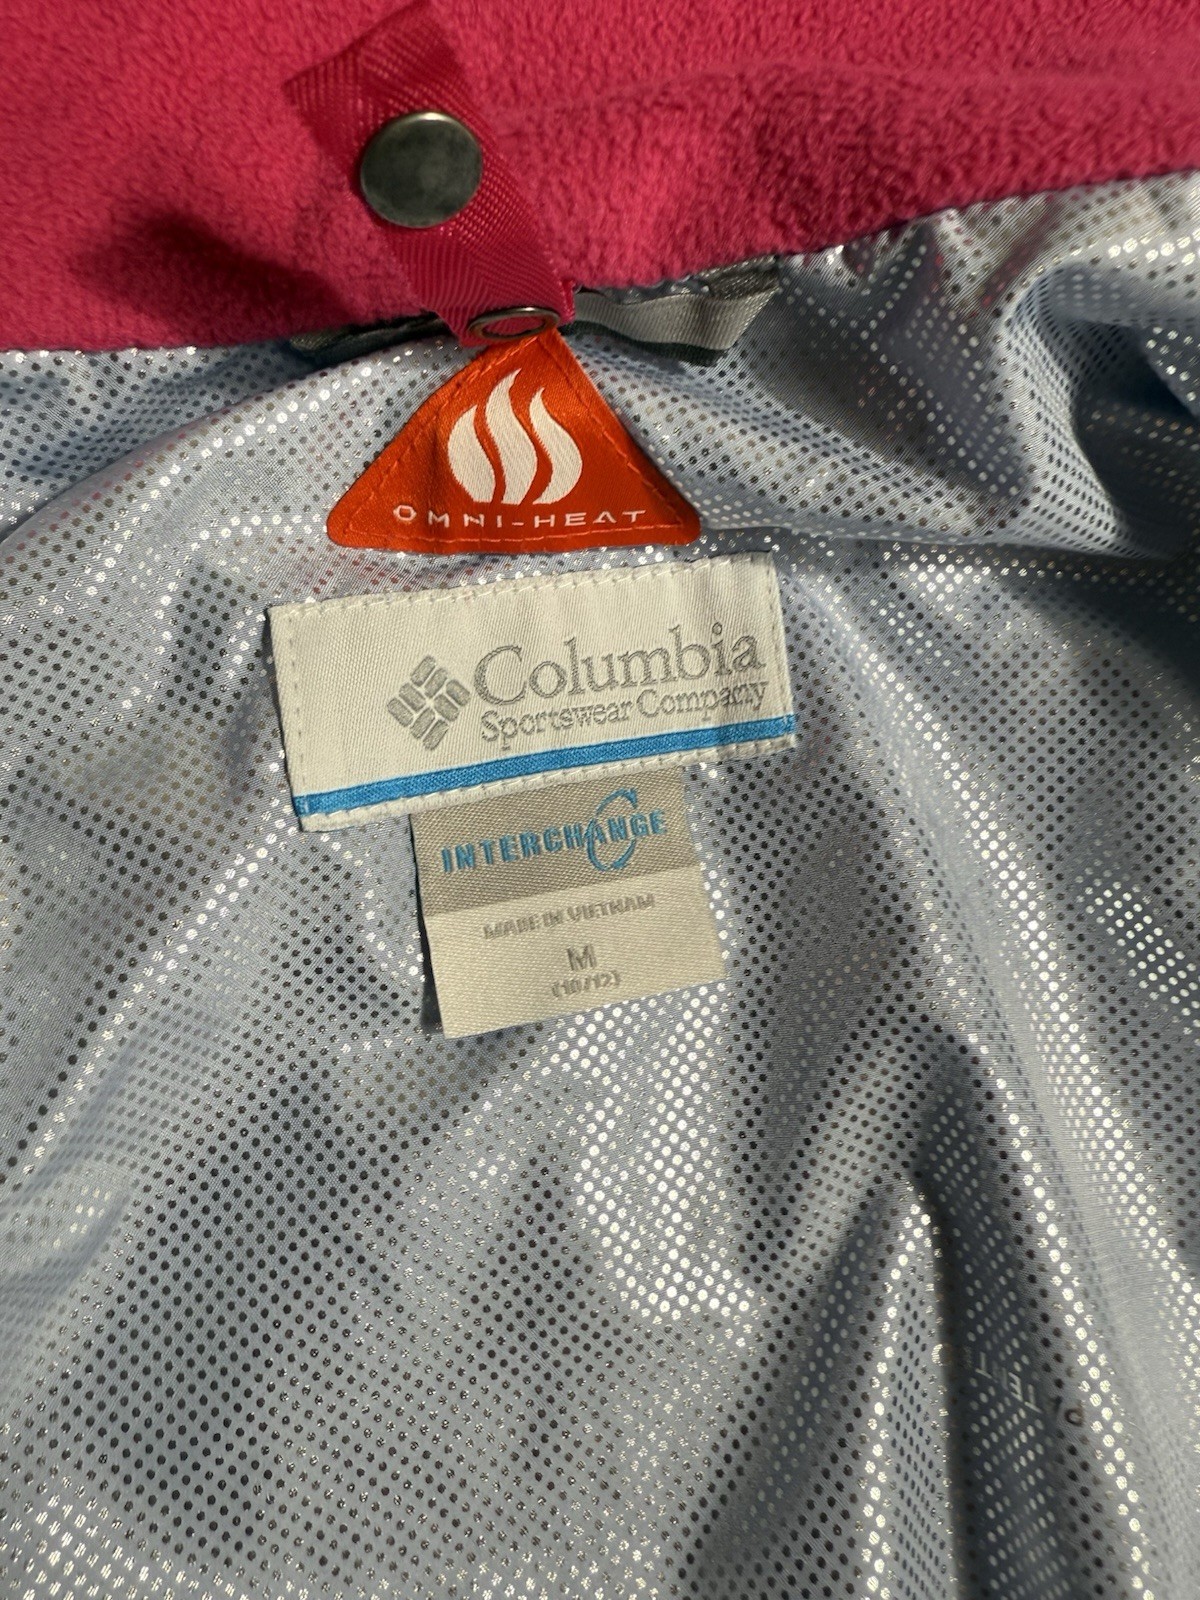 OMNI-HEAT
Columbia
Sportswear Company
INTERCHANGE
MADE IN VIETNAM
M
(10/12)